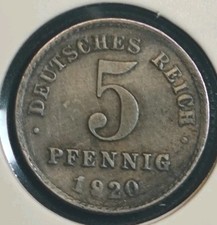 · DEUTSCHES REICH ·
5
PFENNIG
1920